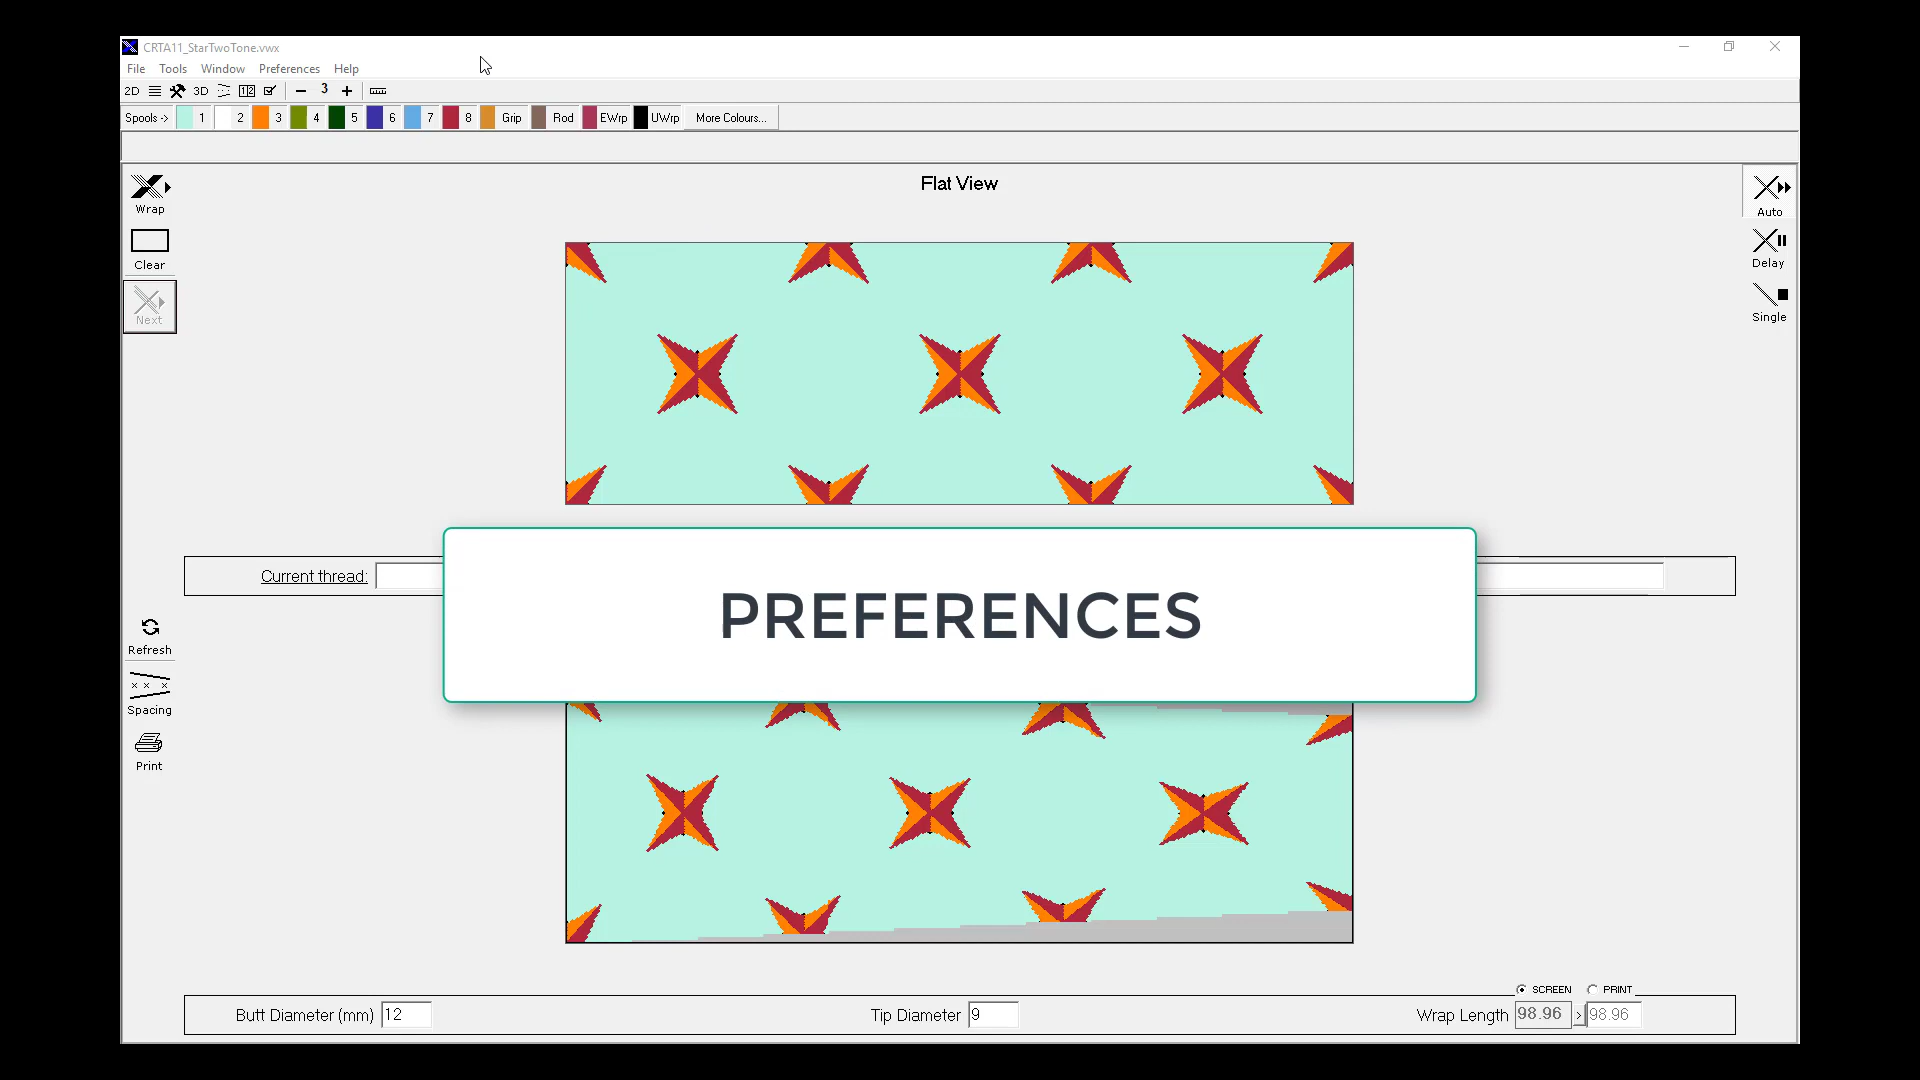 CRTA11_StarTwoTone.vwx
File Tools Window Preferences Help
2D 3D 1 2 3
Spools -> 1 2 3 4 5 6 7 8 Grip Rod EWrp UWrp More Colours...
Flat View
Wrap
Auto
Clear
Delay
Next
Single
Current thread:
PREFERENCES
Refresh
Spacing
Print
SCREEN PRINT
Butt Diameter (mm) 12 Tip Diameter 9 Wrap Length 98.96 > 98.96